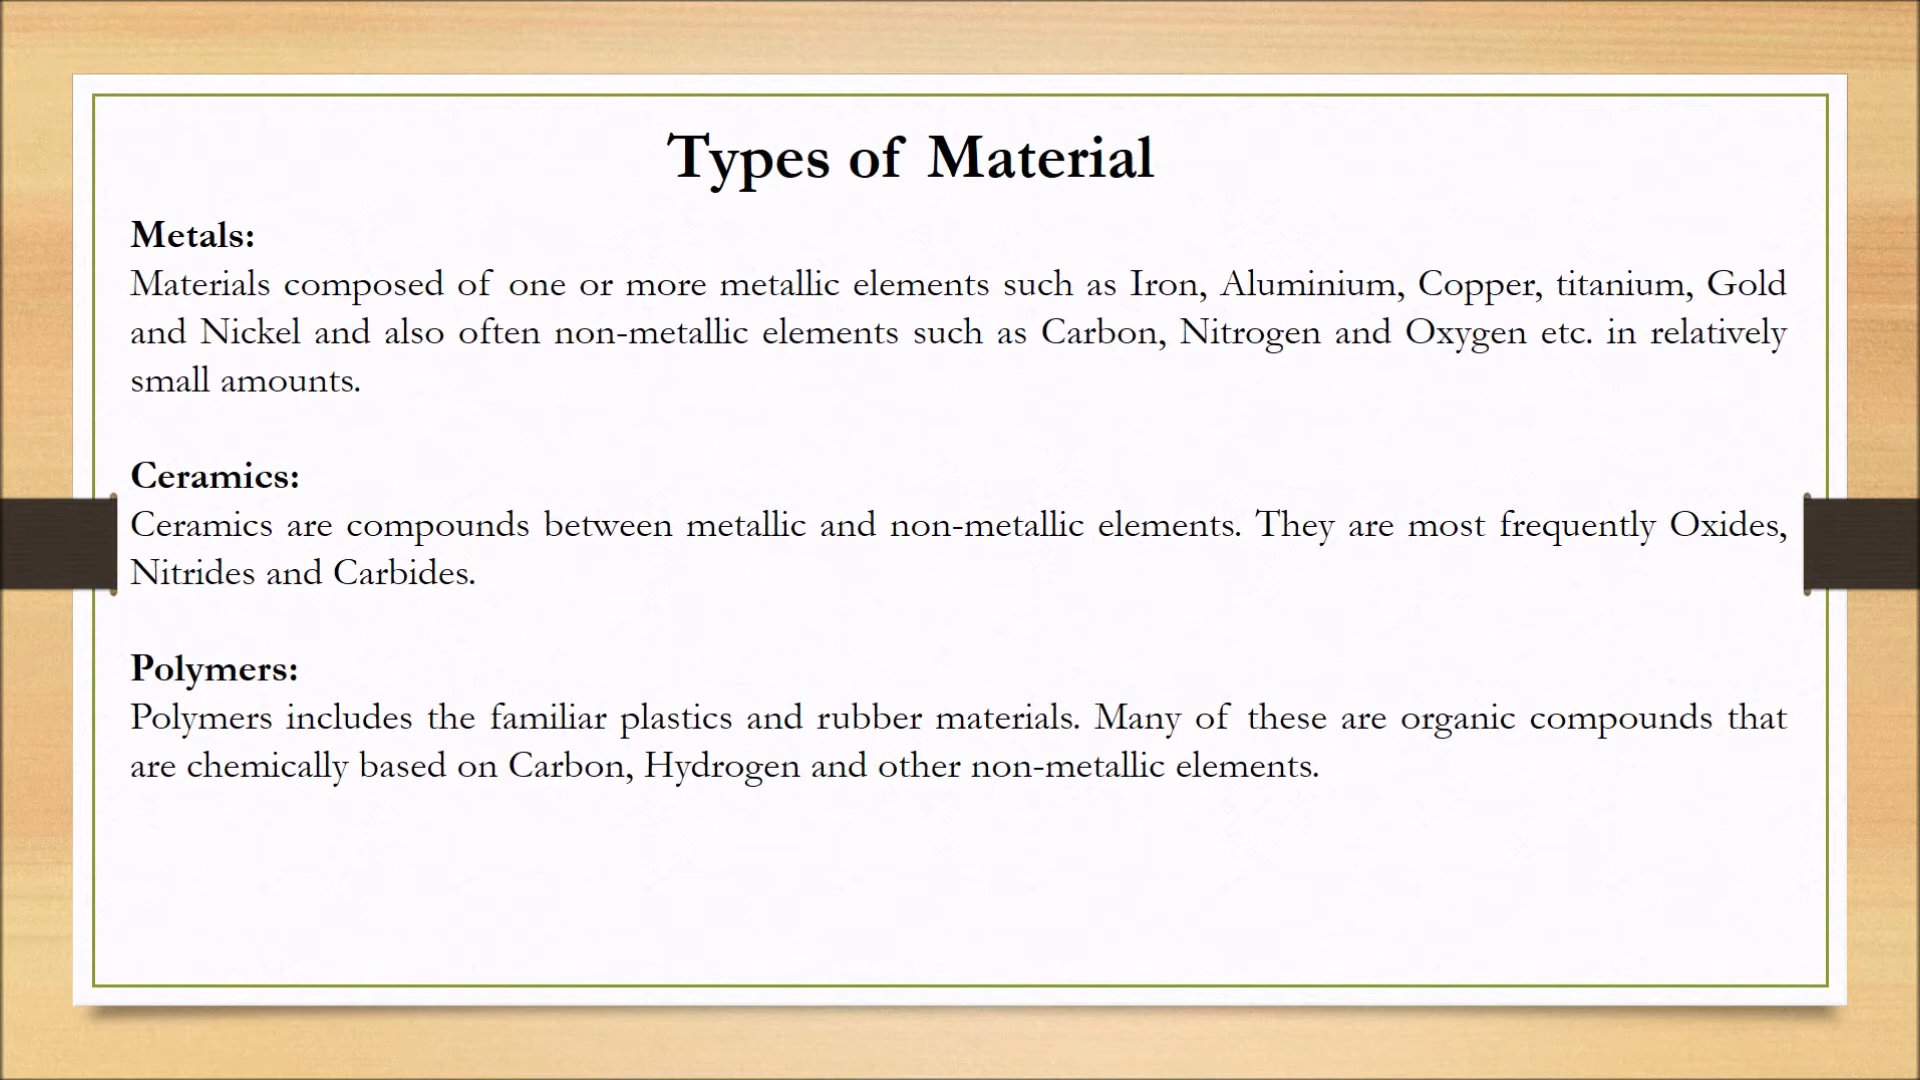 Types of Material
Metals:
Materials composed of one or more metallic elements such as Iron, Aluminium, Copper, titanium, Gold
and Nickel and also often non-metallic elements such as Carbon, Nitrogen and Oxygen etc. in relatively
small amounts.
Ceramics:
Ceramics are compounds between metallic and non-metallic elements. They are most frequently Oxides,
Nitrides and Carbides.
Polymers:
Polymers includes the familiar plastics and rubber materials. Many of these are organic compounds that
are chemically based on Carbon, Hydrogen and other non-metallic elements.